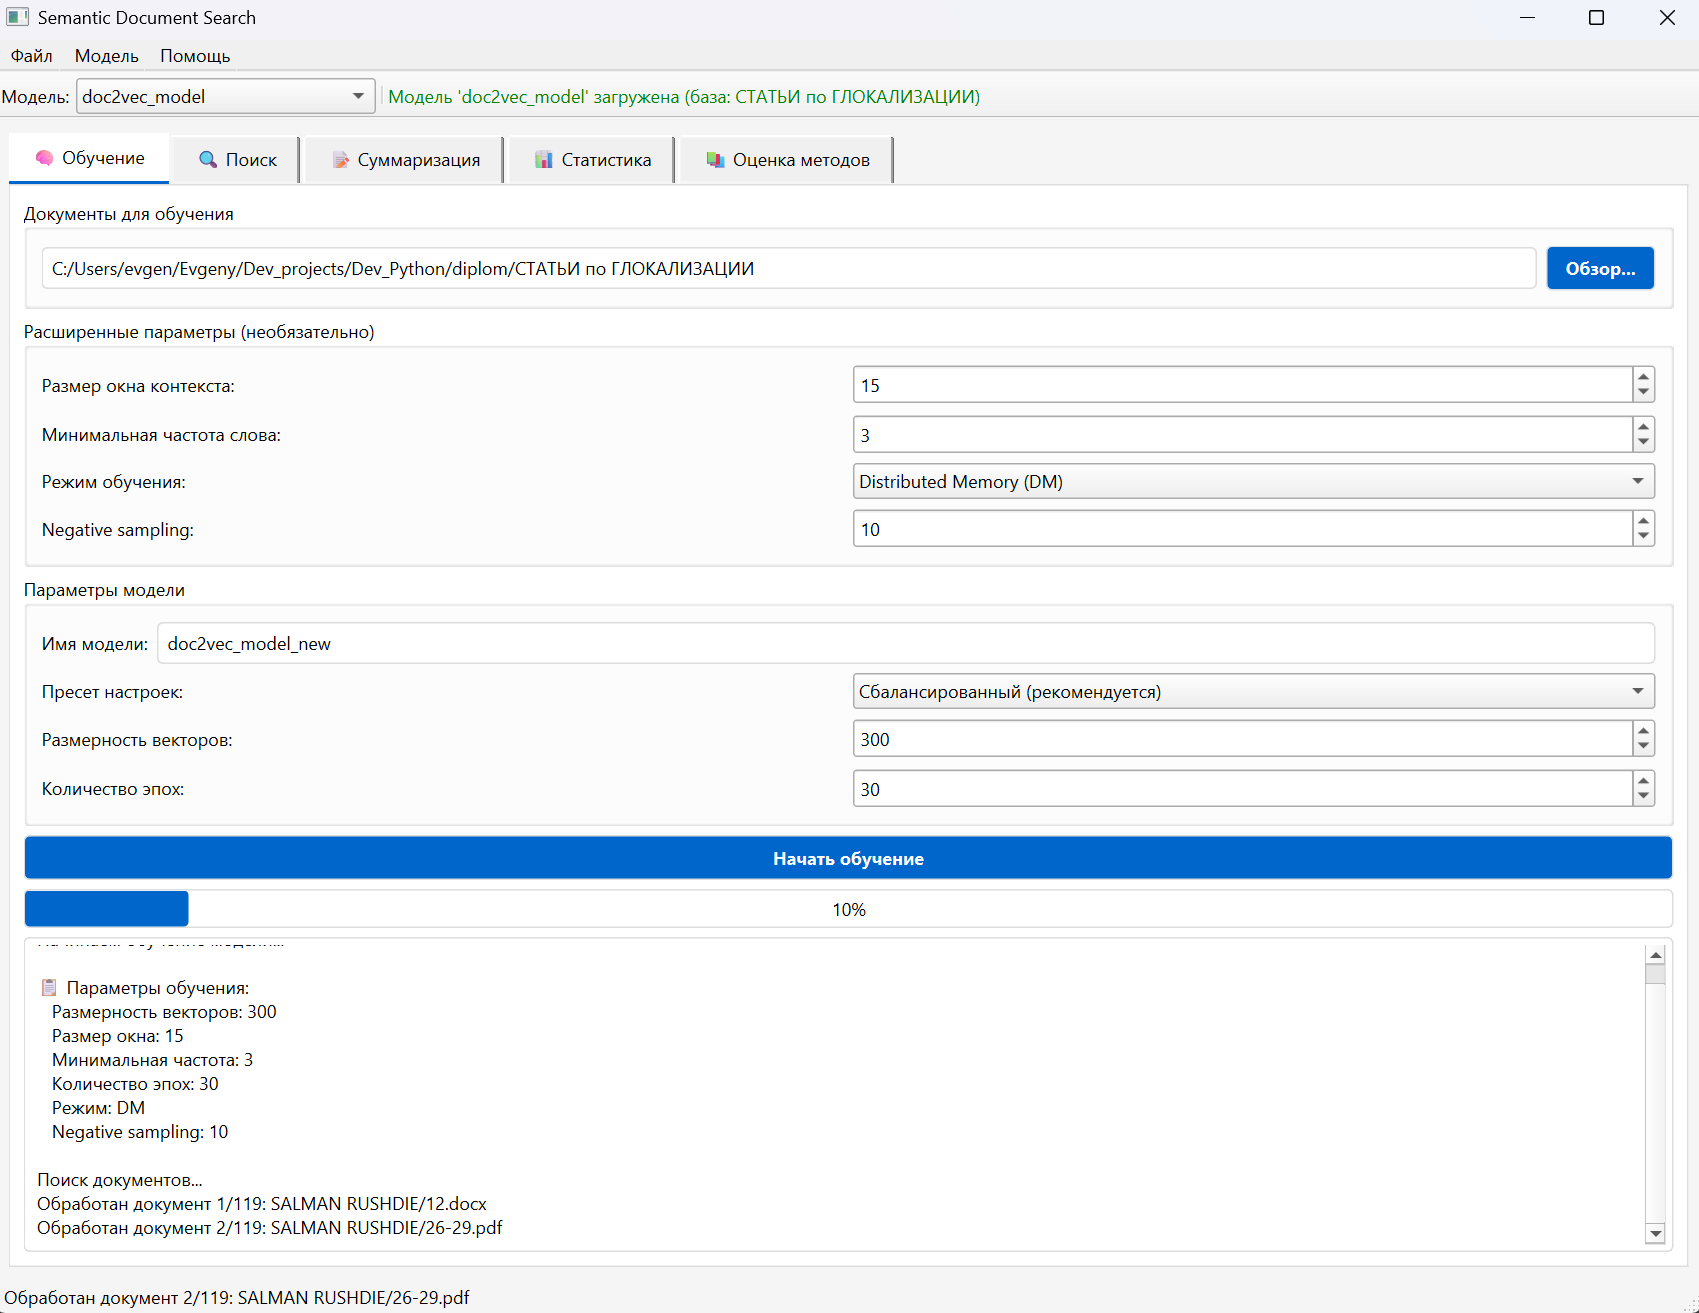 Semantic Document Search
Файл Модель Помощь
Модель: doc2vec_model Модель 'doc2vec_model' загружена (база: СТАТЬИ по ГЛОКАЛИЗАЦИИ)
Обучение Поиск Суммаризация Статистика Оценка методов
Документы для обучения
C:/Users/evgen/Evgeny/Dev_projects/Dev_Python/diplom/СТАТЬИ по ГЛОКАЛИЗАЦИИ Обзор...
Расширенные параметры (необязательно)
Размер окна контекста: 15
Минимальная частота слова: 3
Режим обучения: Distributed Memory (DM)
Negative sampling: 10
Параметры модели
Имя модели: doc2vec_model_new
Пресет настроек: Сбалансированный (рекомендуется)
Размерность векторов: 300
Количество эпох: 30
Начать обучение
10%
Параметры обучения:
Размерность векторов: 300
Размер окна: 15
Минимальная частота: 3
Количество эпох: 30
Режим: DM
Negative sampling: 10
Поиск документов...
Обработан документ 1/119: SALMAN RUSHDIE/12.docx
Обработан документ 2/119: SALMAN RUSHDIE/26-29.pdf
Обработан документ 2/119: SALMAN RUSHDIE/26-29.pdf